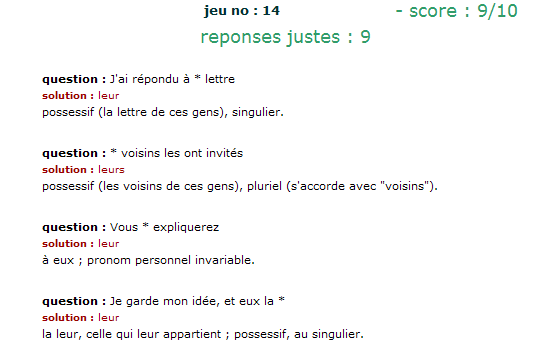 jeu no : 14 - score : 9/10
reponses justes : 9
question : J'ai répondu à * lettre
solution : leur
possessif (la lettre de ces gens), singulier.
question : * voisins les ont invités
solution : leurs
possessif (les voisins de ces gens), pluriel (s'accorde avec "voisins").
question : Vous * expliquerez
solution : leur
à eux ; pronom personnel invariable.
question : Je garde mon idée, et eux la *
solution : leur
la leur, celle qui leur appartient ; possessif, au singulier.